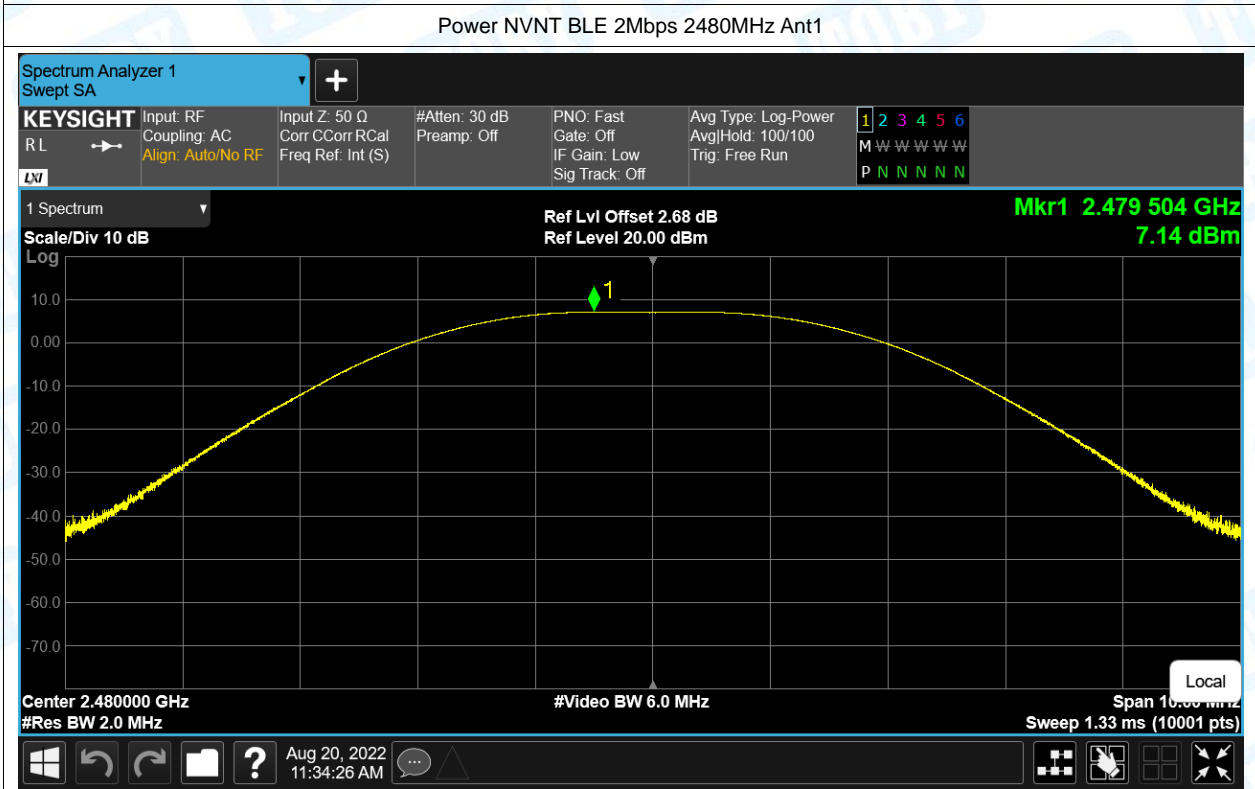 Power NVNT BLE 2Mbps 2480MHz Ant1
Spectrum Analyzer 1
Swept SA
KEYSIGHT
R L
LXI
Input: RF
Coupling: AC
Align: Auto/No RF
Input Z: 50 Ω
Corr CCorr RCal
Freq Ref: Int (S)
#Atten: 30 dB
Preamp: Off
PNO: Fast
Gate: Off
IF Gain: Low
Sig Track: Off
Avg Type: Log-Power
Avg|Hold: 100/100
Trig: Free Run
1 2 3 4 5 6
M W W W W W
P N N N N N
1 Spectrum
Scale/Div 10 dB
Ref Lvl Offset 2.68 dB
Ref Level 20.00 dBm
Mkr1 2.479 504 GHz
7.14 dBm
Log
1
10.0
0.00
-10.0
-20.0
-30.0
-40.0
-50.0
-60.0
-70.0
Local
Center 2.480000 GHz
#Res BW 2.0 MHz
#Video BW 6.0 MHz
Span 10.00 MHz
Sweep 1.33 ms (10001 pts)
?
Aug 20, 2022
11:34:26 AM